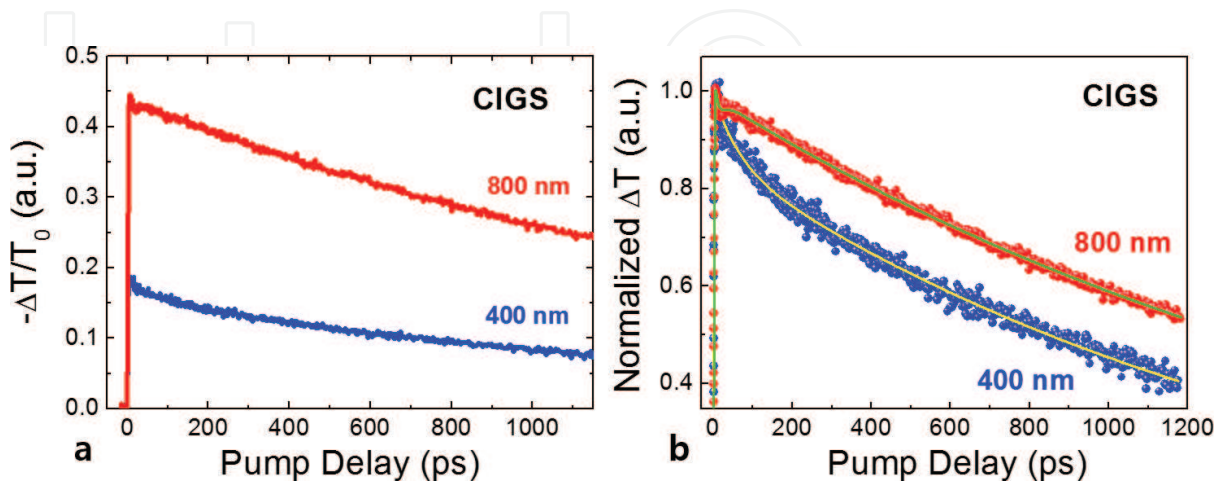 0.5
0.4
0.3
0.2
0.1
0.0
-ΔT/T0 (a.u.)
CIGS
800 nm
400 nm
0 200 400 600 800 1000
Pump Delay (ps)
a
1.0
0.8
0.6
0.4
Normalized ΔT (a.u.)
CIGS
800 nm
400 nm
0 200 400 600 800 1000 1200
Pump Delay (ps)
b